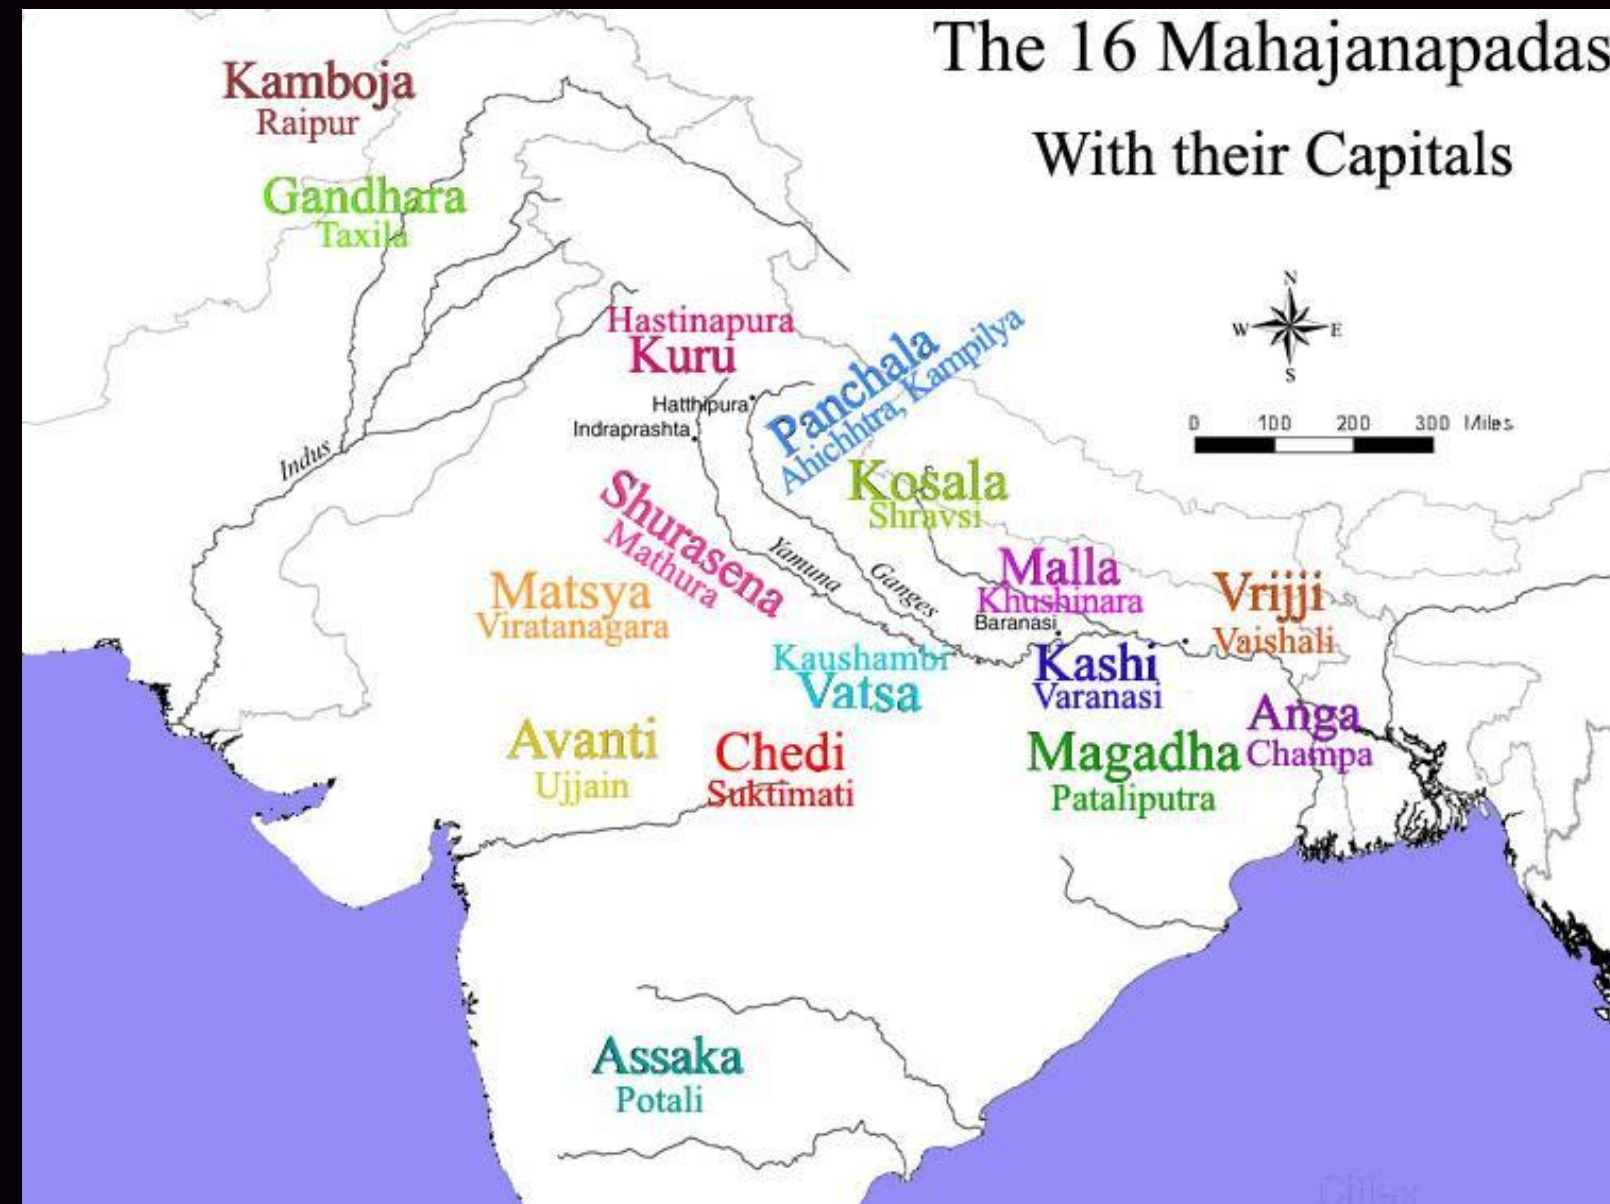 The 16 Mahajanapadas
With their Capitals
Kamboja
Raipur
Gandhara
Taxila
N
W
E
S
0 100 200 300 Miles
Hastinapura
Kuru
Hatthipura
Indraprashta
Panchala
Ahichhtra, Kampilya
Indus
Kosala
Shravsi
Shurasena
Mathura
Yamuna
Ganges
Malla
Khushinara
Baranasi
Vrijji
Vaishali
Matsya
Viratanagara
Kaushambi
Vatsa
Kashi
Varanasi
Anga
Champa
Avanti
Ujjain
Chedi
Suktimati
Magadha
Pataliputra
Assaka
Potali